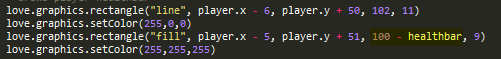 love.graphics.rectangle("line", player.x - 6, player.y + 50, 102, 11)
love.graphics.setColor(255,0,0)
love.graphics.rectangle("fill", player.x - 5, player.y + 51, 100 - healthbar, 9)
love.graphics.setColor(255,255,255)